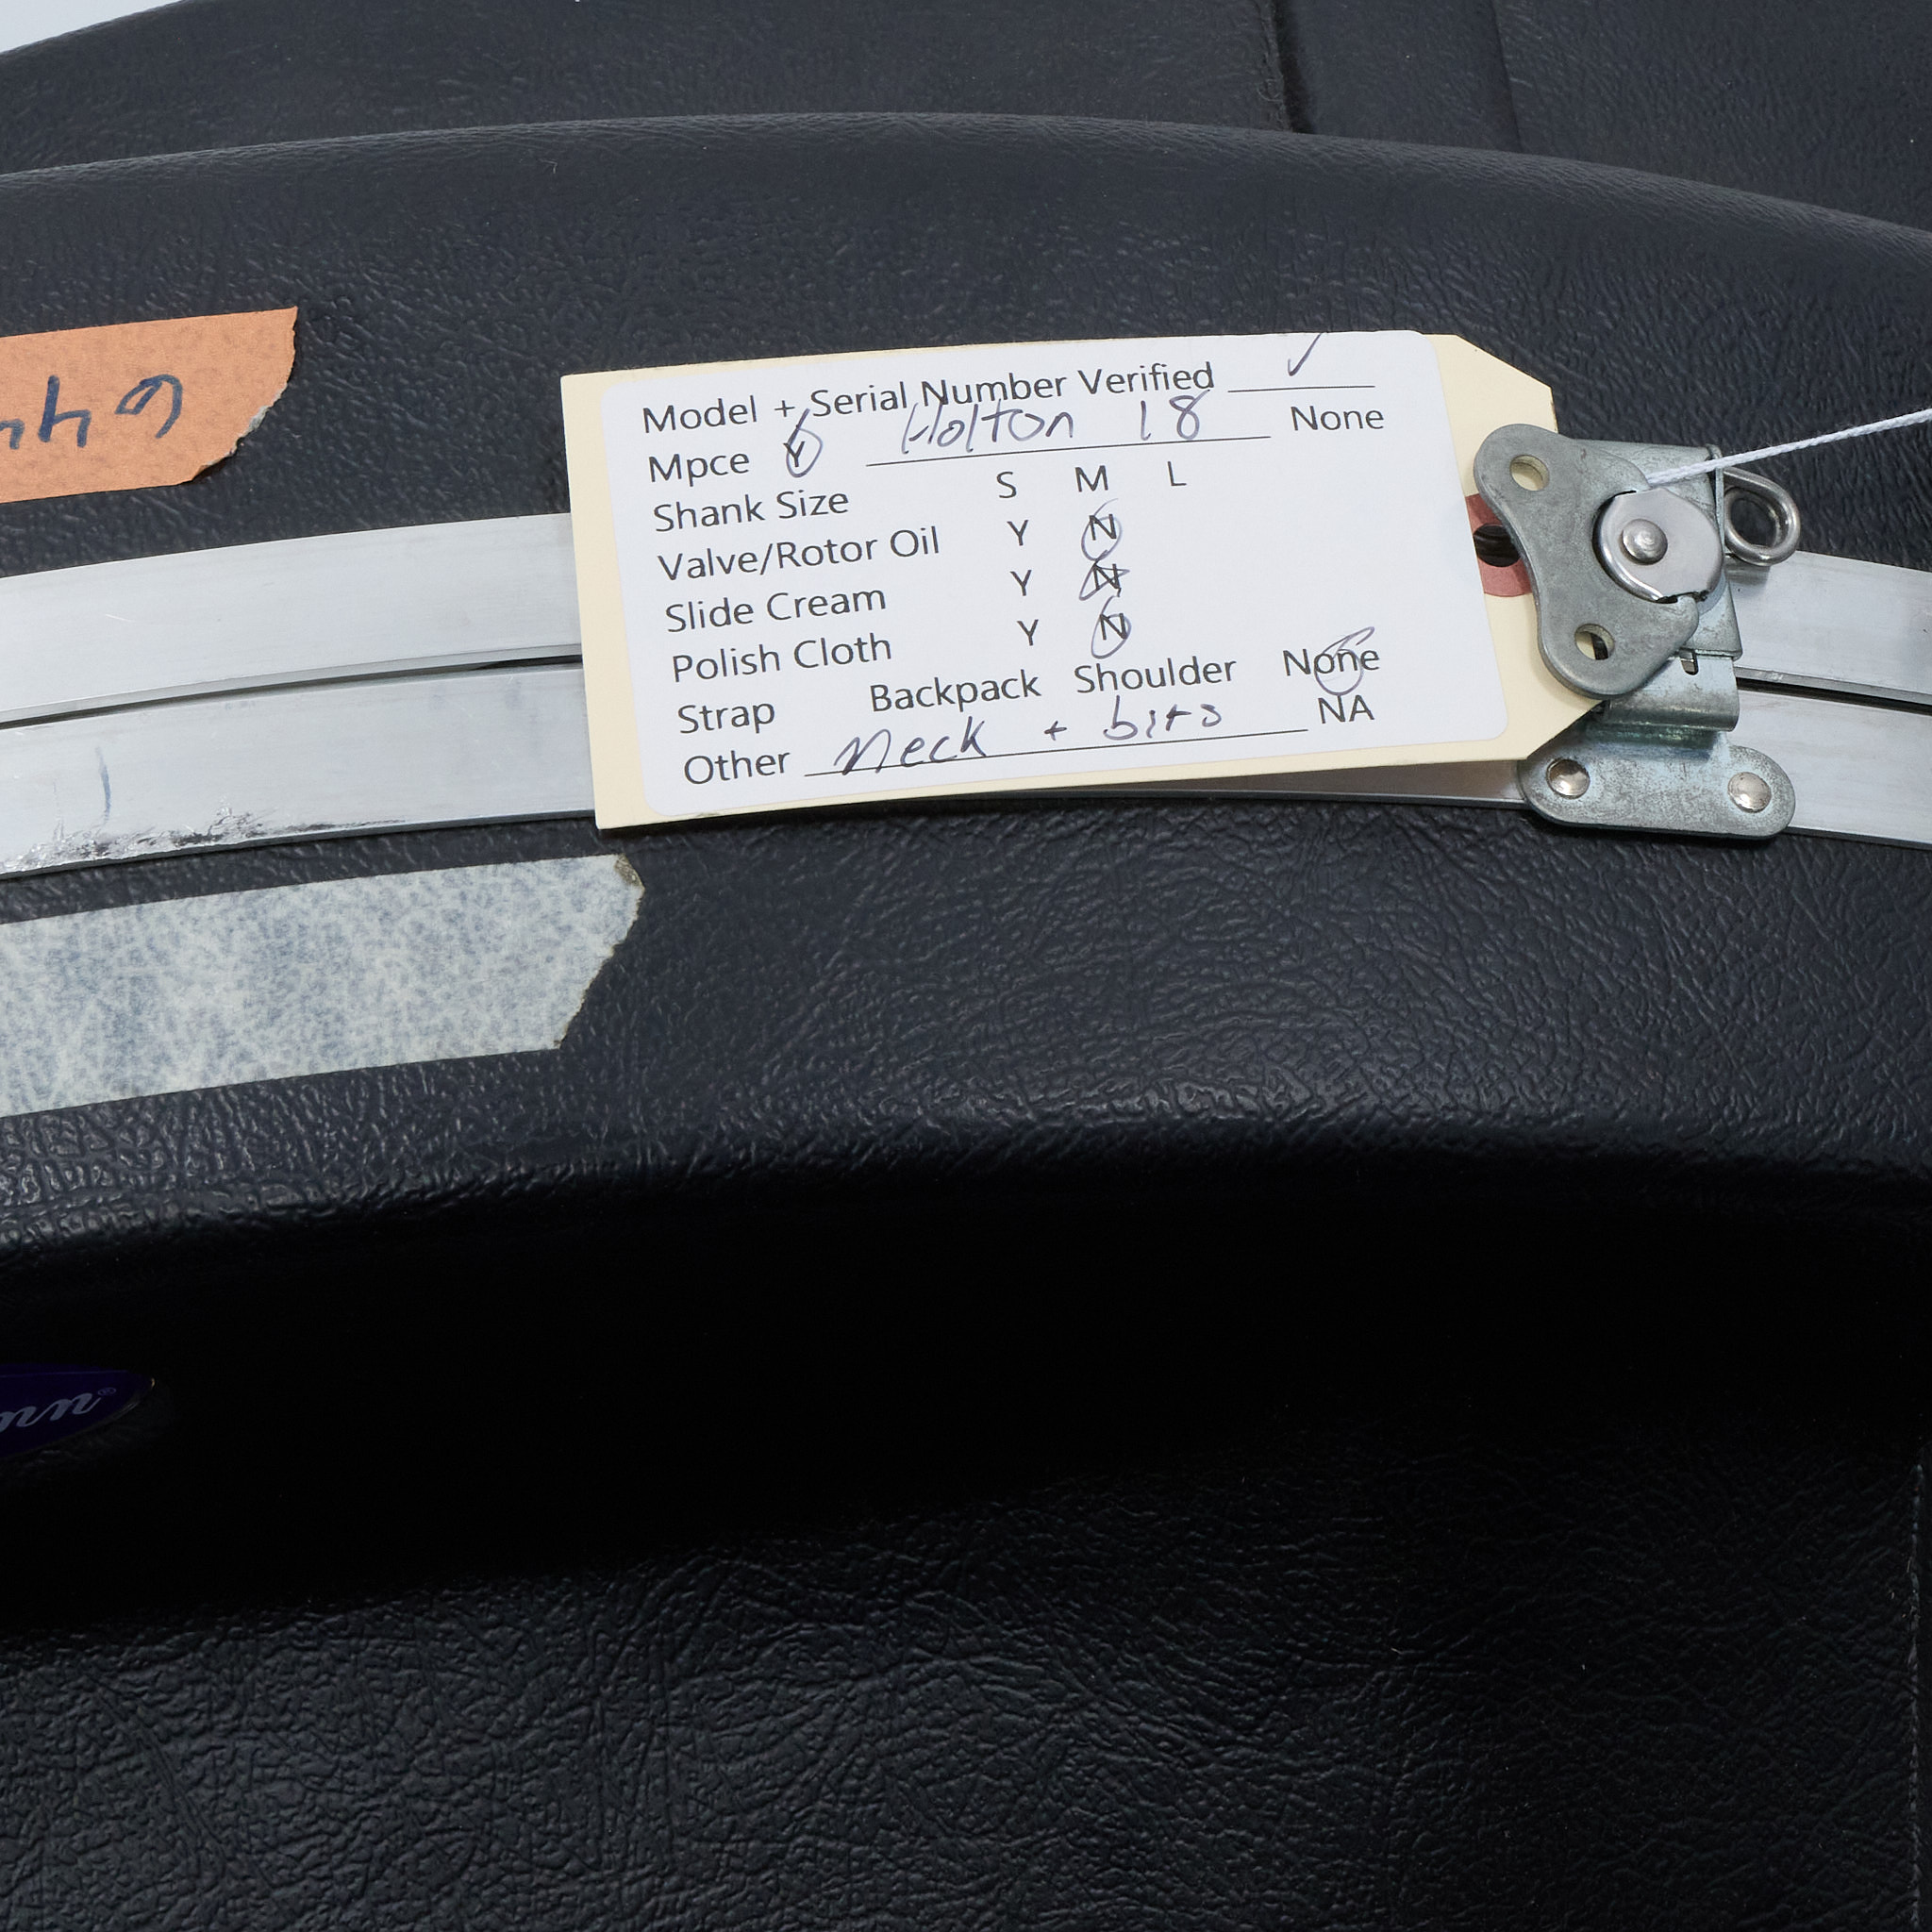 Model + Serial Number Verified ✓
Mpce Y Holton 18 None
Shank Size S M L
Valve/Rotor Oil Y N
Slide Cream Y N
Polish Cloth Y N
Strap Backpack Shoulder None
Other Neck + bits NA